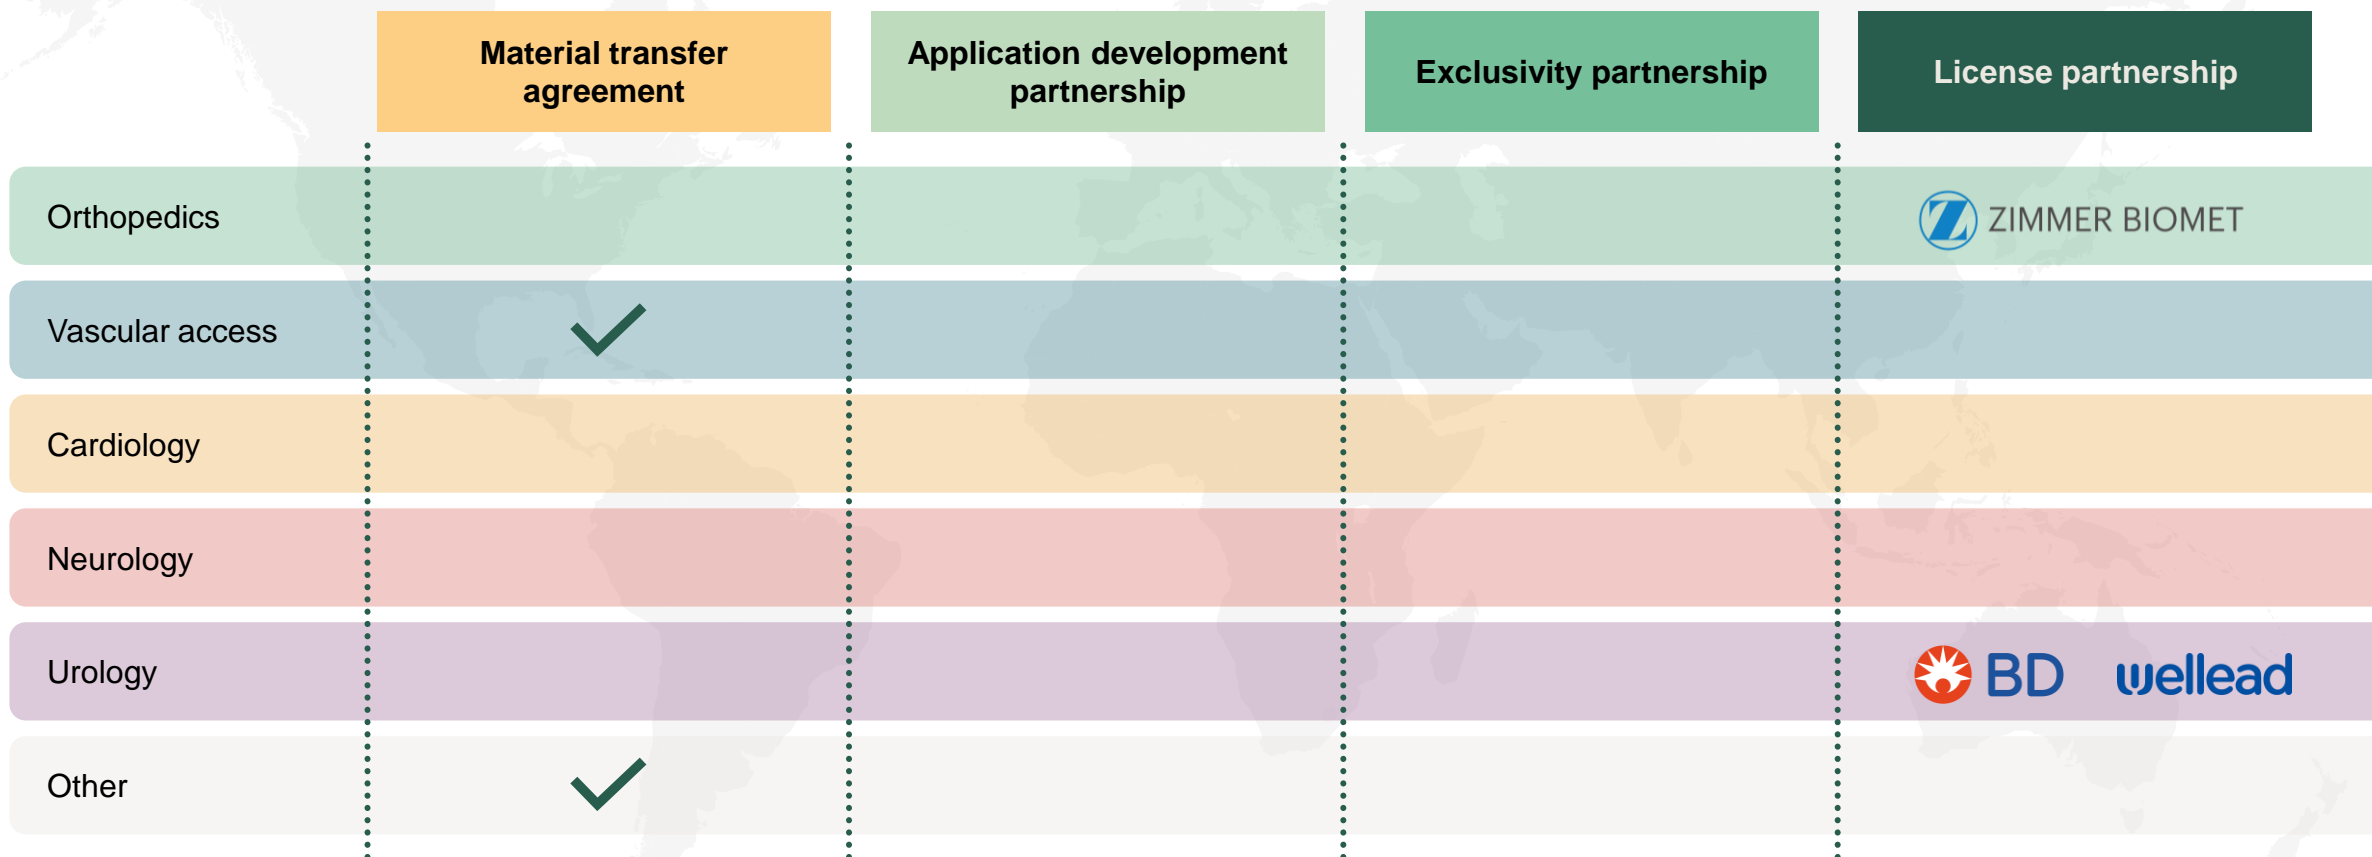 Material transfer
agreement
Application development
partnership
Exclusivity partnership
License partnership
Orthopedics
ZIMMER BIOMET
Vascular access
Cardiology
Neurology
Urology
BD
wellead
Other